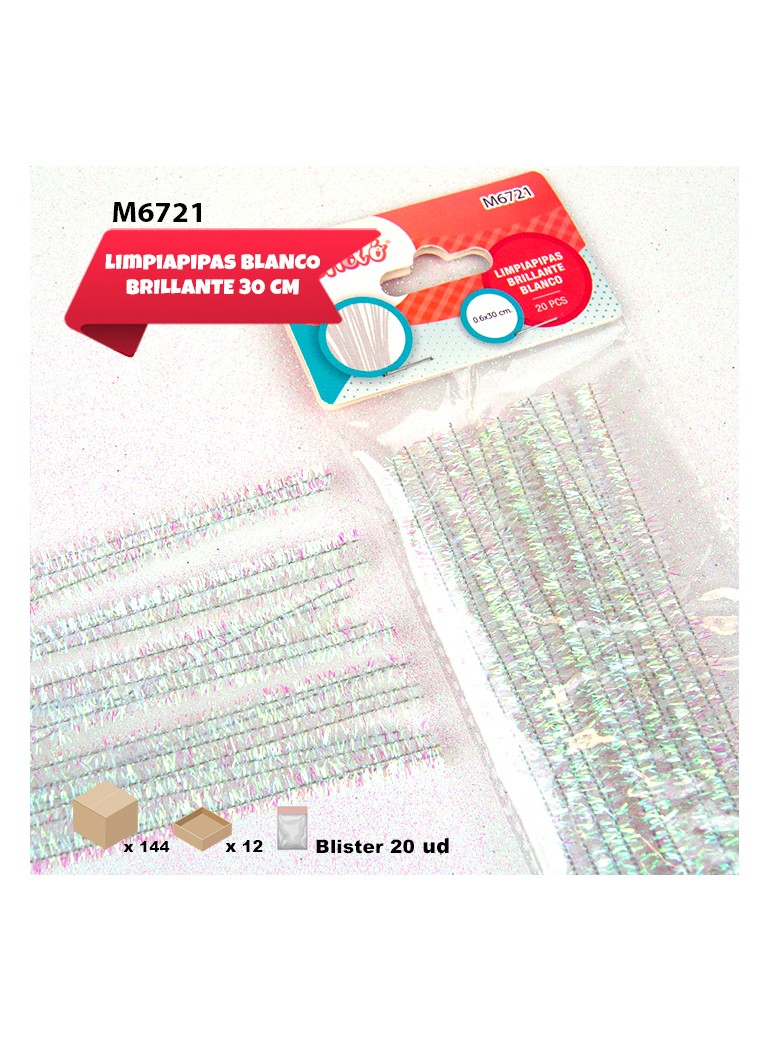 M6721
LIMPIAPIPAS BLANCO
BRILLANTE 30 CM
M6721
LIMPIAPIPAS
BRILLANTE
BLANCO
20 PCS
0.6x30 cm.
x 144
x 12
Blister 20 ud